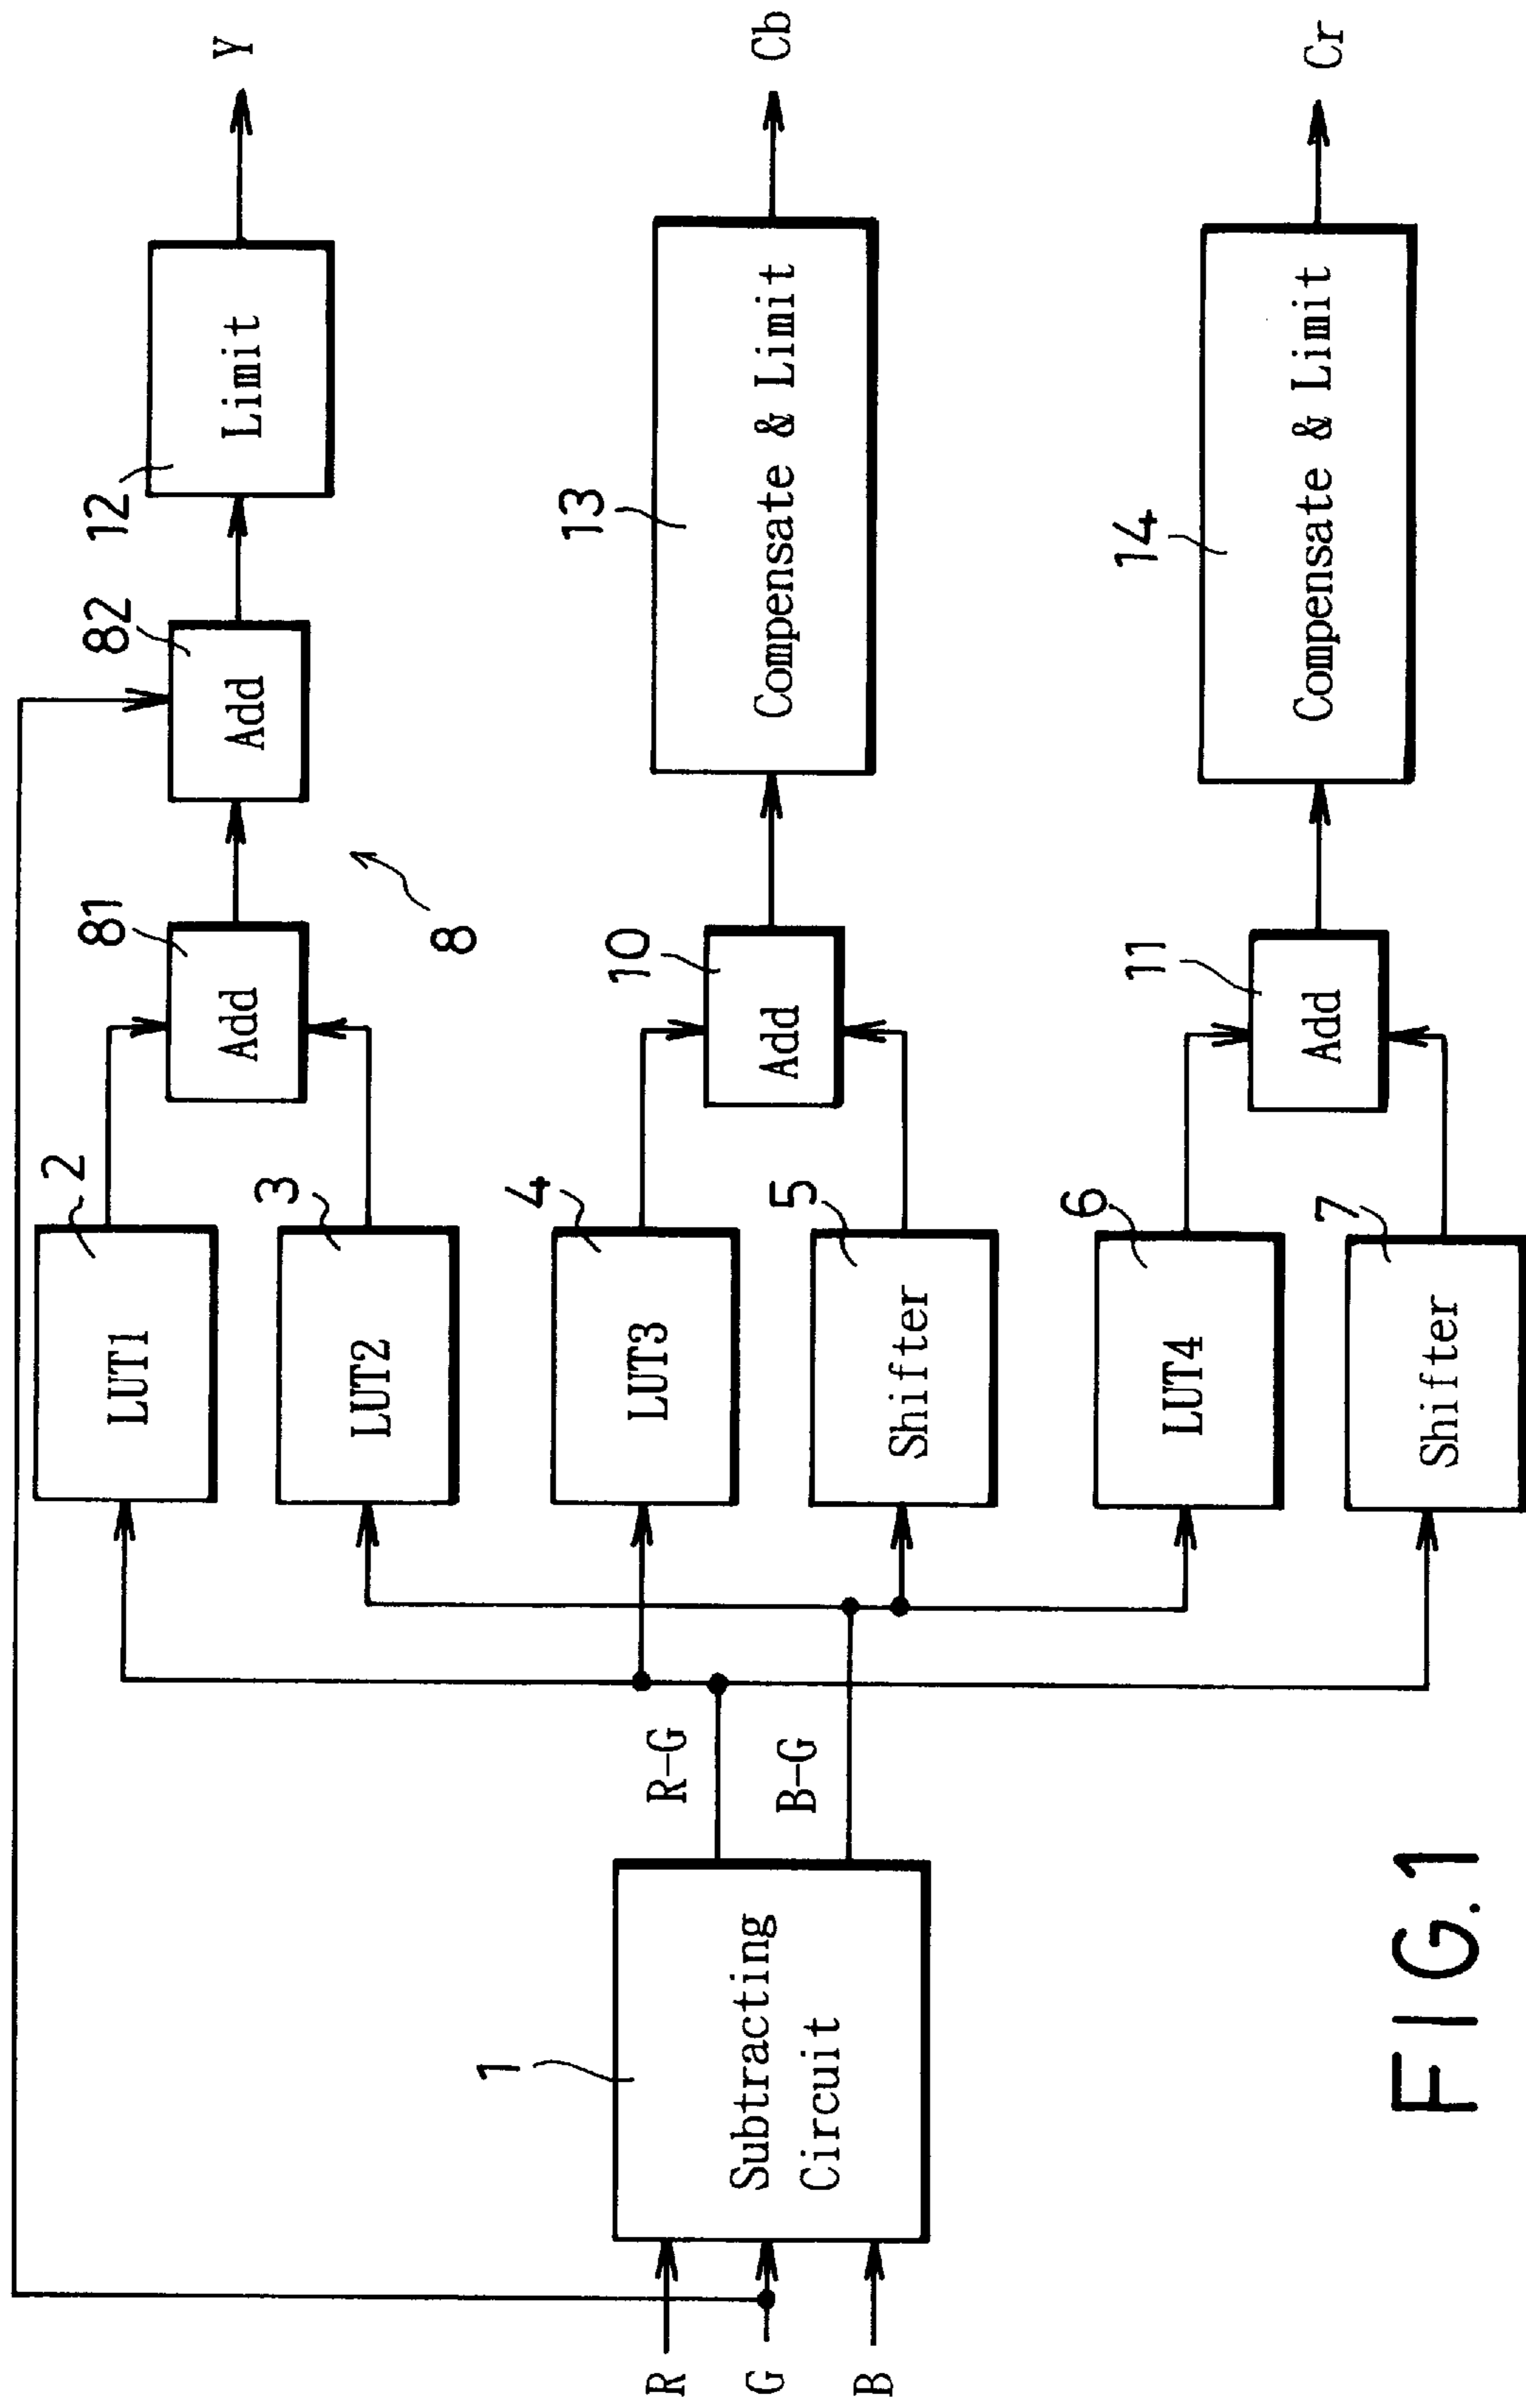 R
G
B
1
Subtracting
Circuit
R-G
B-G
2
LUT1
3
LUT2
4
LUT3
5
Shifter
6
LUT4
7
Shifter
81
Add
8
10
Add
11
Add
82
Add
12
Limit
13
Compensate & Limit
14
Compensate & Limit
Y
Cb
Cr
FIG.1